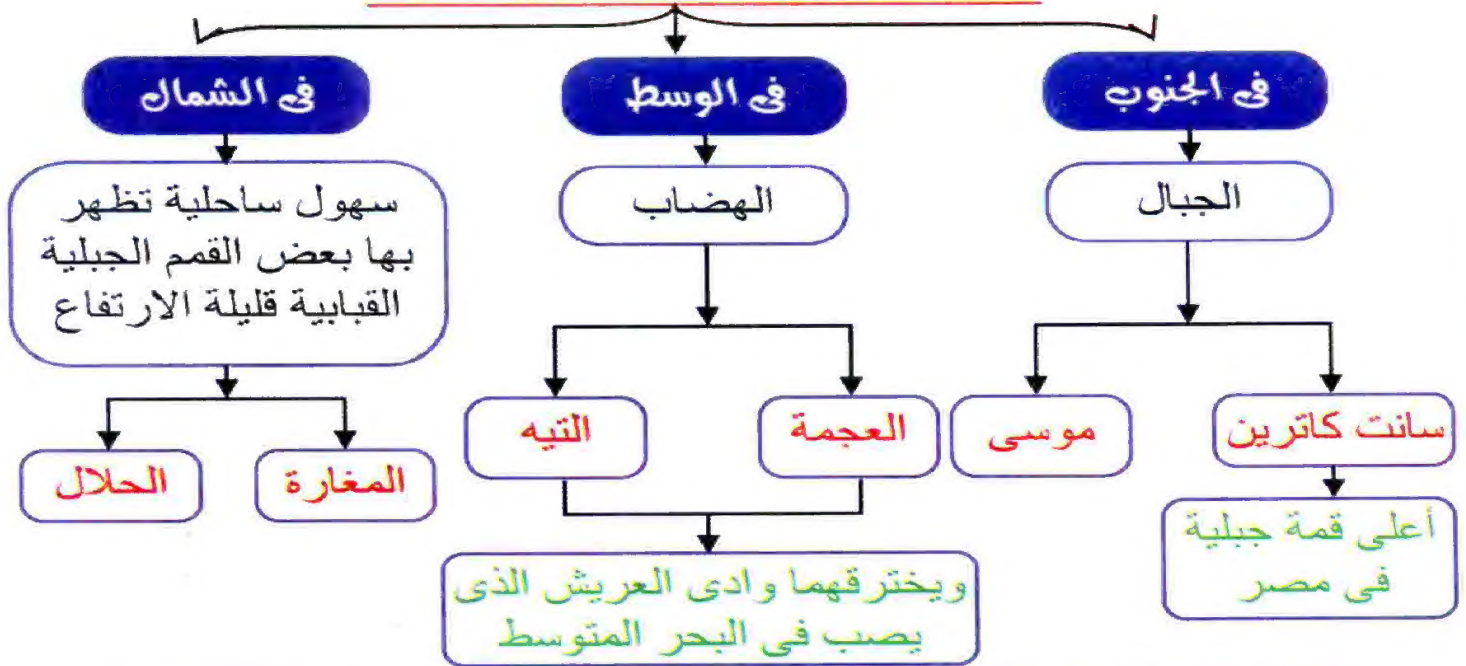 فى الجنوب
فى الوسط
فى الشمال
الجبال
الهضاب
سهول ساحلية تظهر
بها بعض القمم الجبلية
القبابية قليلة الارتفاع
سانت كاترين
موسى
العجمة
التيه
المغارة
الحلال
أعلى قمة جبلية
فى مصر
ويخترقهما وادى العريش الذى
يصب فى البحر المتوسط